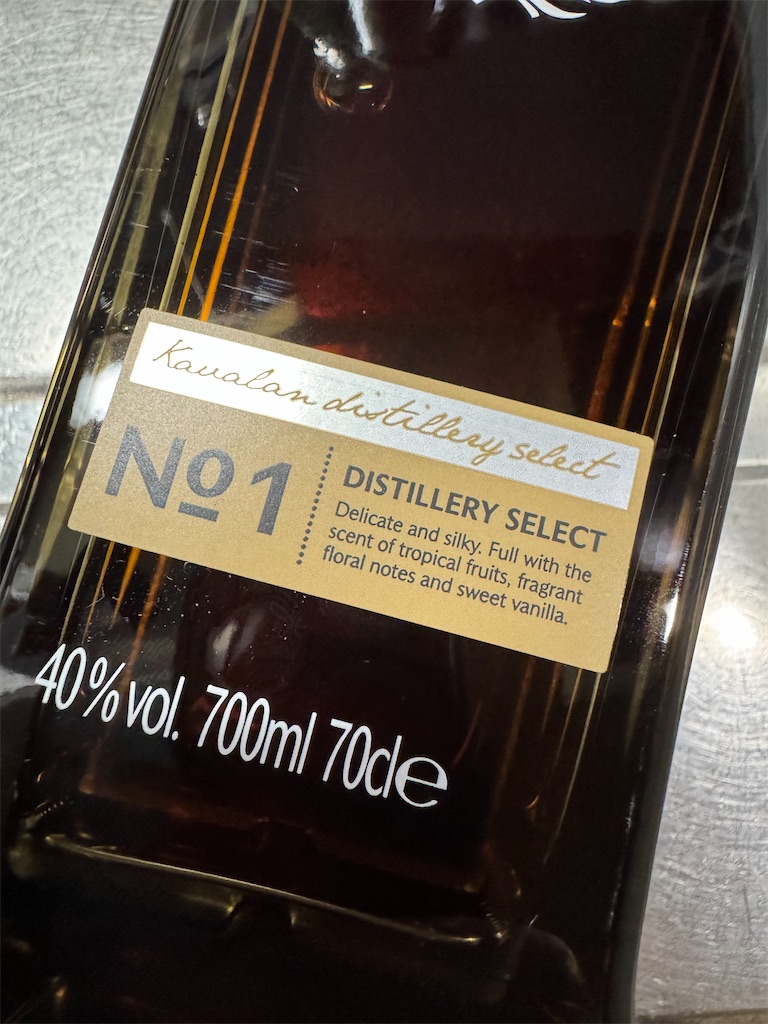 Kavalan distillery select
Nº1
DISTILLERY SELECT
Delicate and silky. Full with the
scent of tropical fruits, fragrant
floral notes and sweet vanilla.
40%vol. 700ml 70cl℮